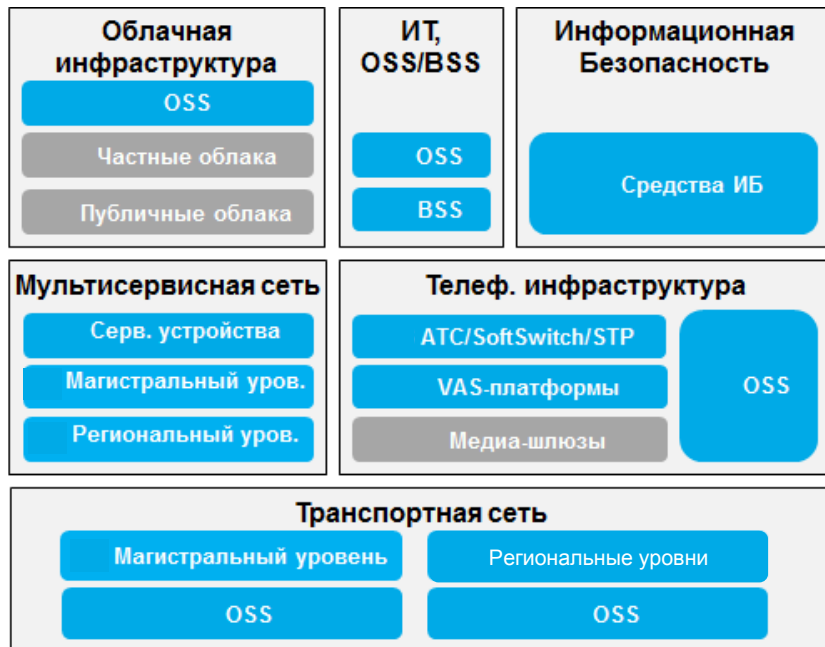 Облачная
инфраструктура
OSS
Частные облака
Публичные облака
ИТ,
OSS/BSS
OSS
BSS
Информационная
Безопасность
Средства ИБ
Мультисервисная сеть
Серв. устройства
Магистральный уров.
Региональный уров.
Телеф. инфраструктура
АТС/SoftSwitch/STP
VAS-платформы
Медиа-шлюзы
OSS
Транспортная сеть
Магистральный уровень
Региональные уровни
OSS
OSS